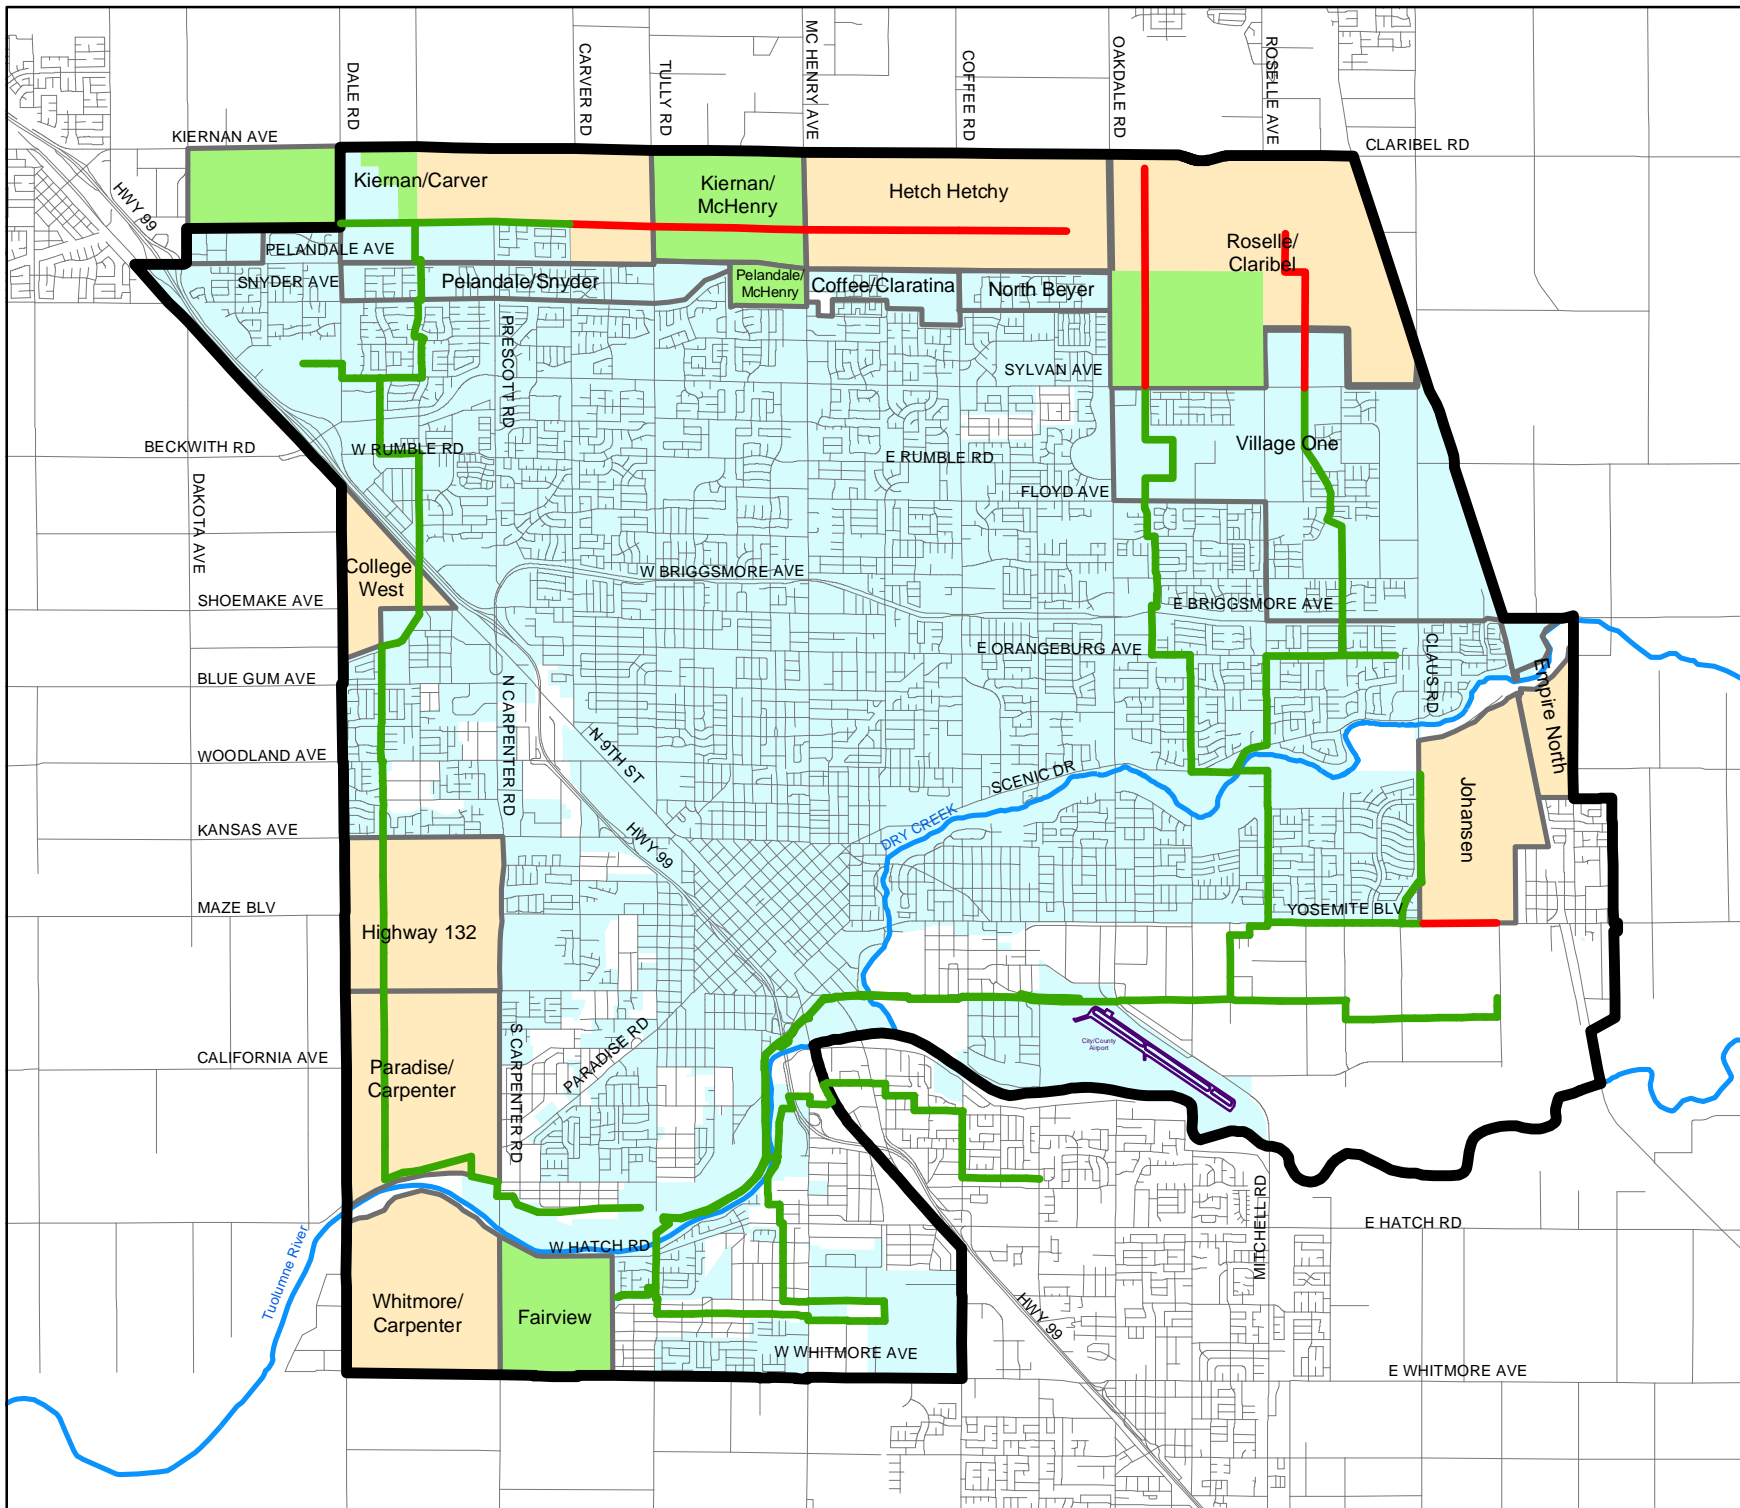 MC HENRY AVE
CARVER RD
COFFEE RD
OAKDALE RD
ROSELLE AVE
DALE RD
TULLY RD
KIERNAN AVE
CLARIBEL RD
HWY 99
Kiernan/Carver
Kiernan/
McHenry
Hetch Hetchy
Roselle/
Claribel
PELANDALE AVE
SNYDER AVE
Pelandale/Snyder
Pelandale/
McHenry
Coffee/Claratina
North Beyer
PRESCOTT RD
SYLVAN AVE
BECKWITH RD
W RUMBLE RD
E RUMBLE RD
Village One
DAKOTA AVE
FLOYD AVE
College
West
W BRIGGSMORE AVE
SHOEMAKE AVE
E BRIGGSMORE AVE
E ORANGEBURG AVE
CLAUS RD
BLUE GUM AVE
N CARPENTER RD
Empire North
N 9TH ST
WOODLAND AVE
SCENIC DR
DRY CREEK
Johansen
KANSAS AVE
HWY 99
MAZE BLV
YOSEMITE BLV
Highway 132
S CARPENTER RD
PARADISE RD
City/County
Airport
CALIFORNIA AVE
Paradise/
Carpenter
MITCHELL RD
E HATCH RD
W HATCH RD
Tuolumne River
Whitmore/
Carpenter
Fairview
HWY 99
W WHITMORE AVE
E WHITMORE AVE